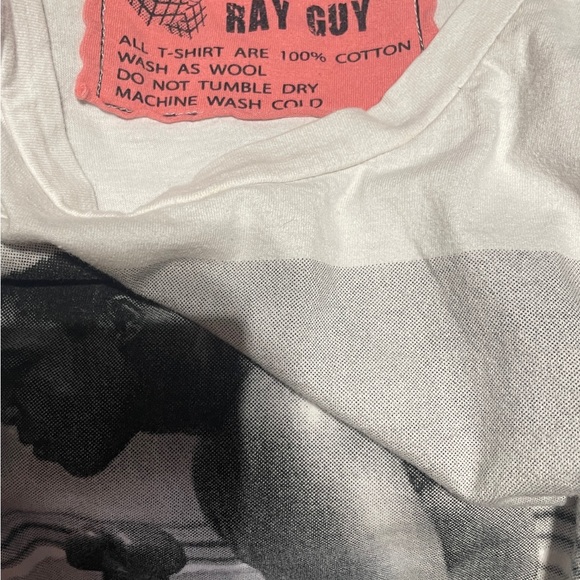 RAY GUY
ALL T-SHIRT ARE 100% COTTON
WASH AS WOOL
DO NOT TUMBLE DRY
MACHINE WASH COLD